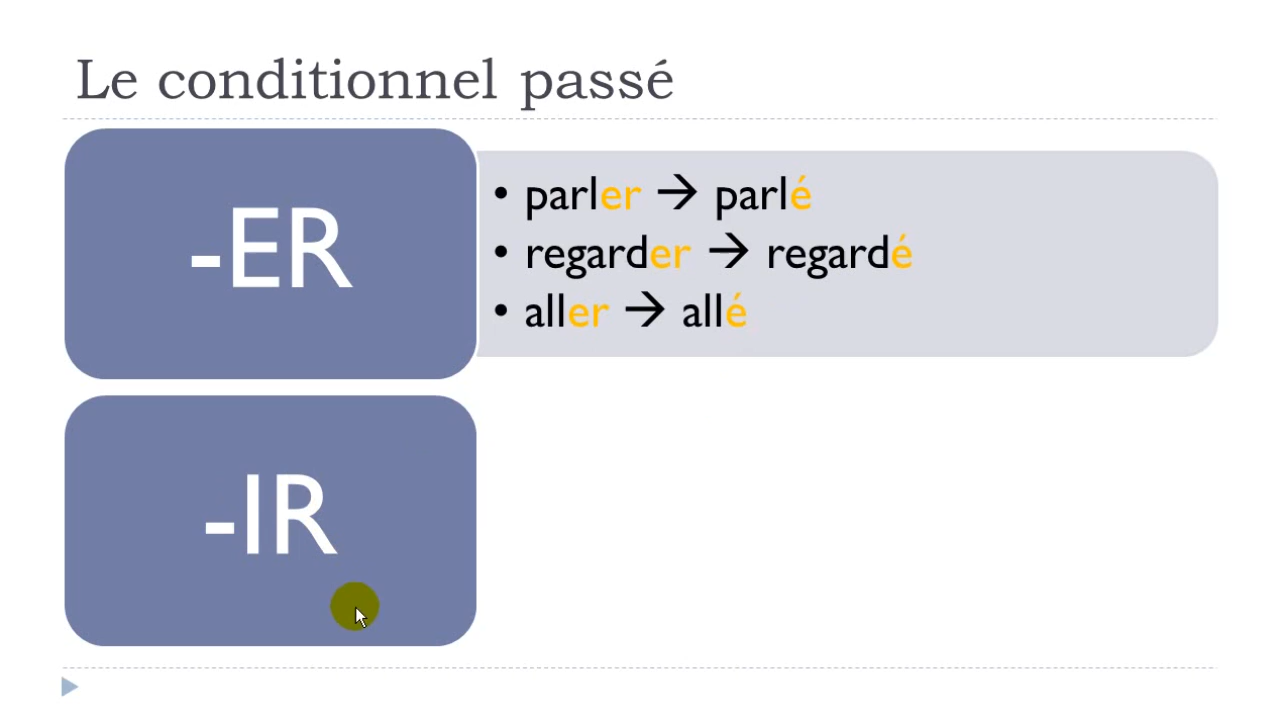 Le conditionnel passé
-ER
• parler → parlé
• regarder → regardé
• aller → allé
-IR